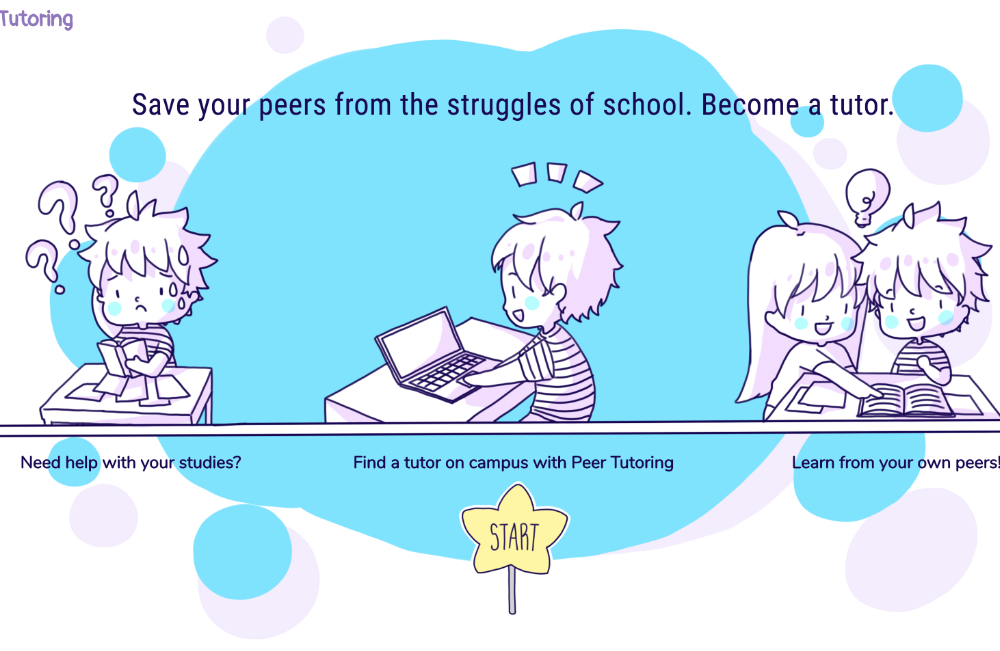 Tutoring
Save your peers from the struggles of school. Become a tutor.
? ? ?
Need help with your studies?
Find a tutor on campus with Peer Tutoring
Learn from your own peers!
START